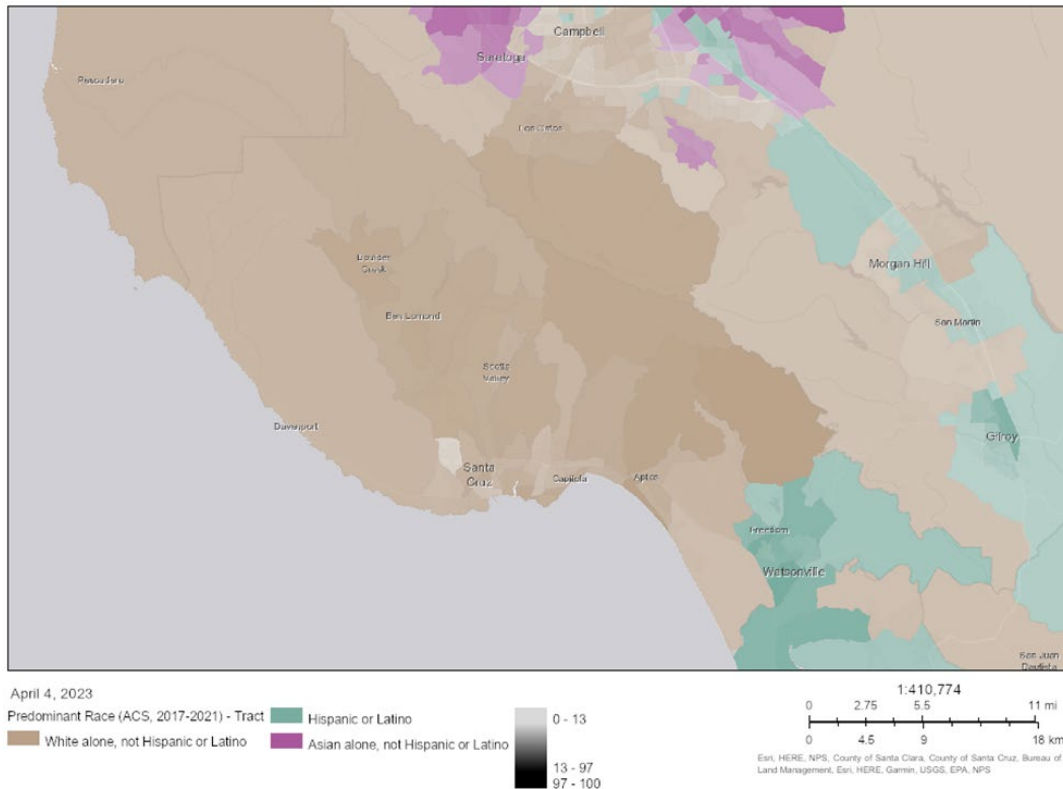 Campbell
Saratoga
Pescadero
Los Gatos
Boulder
Creek
Morgan Hill
Ben Lomond
San Martin
Scotts
Valley
Davenport
Gilroy
Santa
Cruz
Capitola
Aptos
Freedom
Watsonville
San Juan
Bautista
April 4, 2023
Predominant Race (ACS, 2017-2021) - Tract
White alone, not Hispanic or Latino
Hispanic or Latino
Asian alone, not Hispanic or Latino
0 - 13
13 - 97
97 - 100
1:410,774
0 2.75 5.5 11 mi
0 4.5 9 18 km
Esri, HERE, NPS, County of Santa Clara, County of Santa Cruz, Bureau of
Land Management, Esri, HERE, Garmin, USGS, EPA, NPS